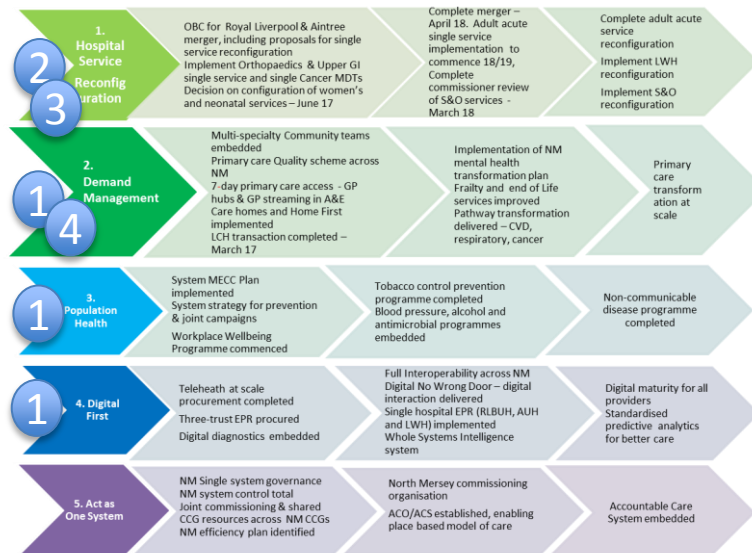 1.
Hospital
Service
Reconfig
uration
2
3
OBC for Royal Liverpool & Aintree
merger, including proposals for single
service reconfiguration
Implement Orthopaedics & Upper GI
single service and single Cancer MDTs
Decision on configuration of women's
and neonatal services – June 17
Complete merger –
April 18. Adult acute
single service
implementation to
commence 18/19,
Complete
commissioner review
of S&O services -
March 18
Complete adult acute
service
reconfiguration
Implement LWH
reconfiguration
Implement S&O
reconfiguration
2.
Demand
Management
1
4
Multi-specialty Community teams
embedded
Primary care Quality scheme across
NM
7-day primary care access - GP
hubs & GP streaming in A&E
Care homes and Home First
implemented
LCH transaction completed –
March 17
Implementation of NM
mental health
transformation plan
Frailty and end of Life
services improved
Pathway transformation
delivered – CVD,
respiratory, cancer
Primary
care
transform
ation at
scale
1
3.
Population
Health
System MECC Plan
implemented
System strategy for prevention
& joint campaigns
Workplace Wellbeing
Programme commenced
Tobacco control prevention
programme completed
Blood pressure, alcohol and
antimicrobial programmes
embedded
Non-communicable
disease programme
completed
1
4. Digital
First
Teleheath at scale
procurement completed
Three-trust EPR procured
Digital diagnostics embedded
Full Interoperability across NM
Digital No Wrong Door – digital
interaction delivered
Single hospital EPR (RLBUH, AUH
and LWH) implemented
Whole Systems Intelligence
system
Digital maturity for all
providers
Standardised
predictive analytics
for better care
5. Act as
One System
NM Single system governance
NM system control total
Joint commissioning & shared
CCG resources across NM CCGs
NM efficiency plan identified
North Mersey commissioning
organisation
ACO/ACS established, enabling
place based model of care
Accountable Care
System embedded